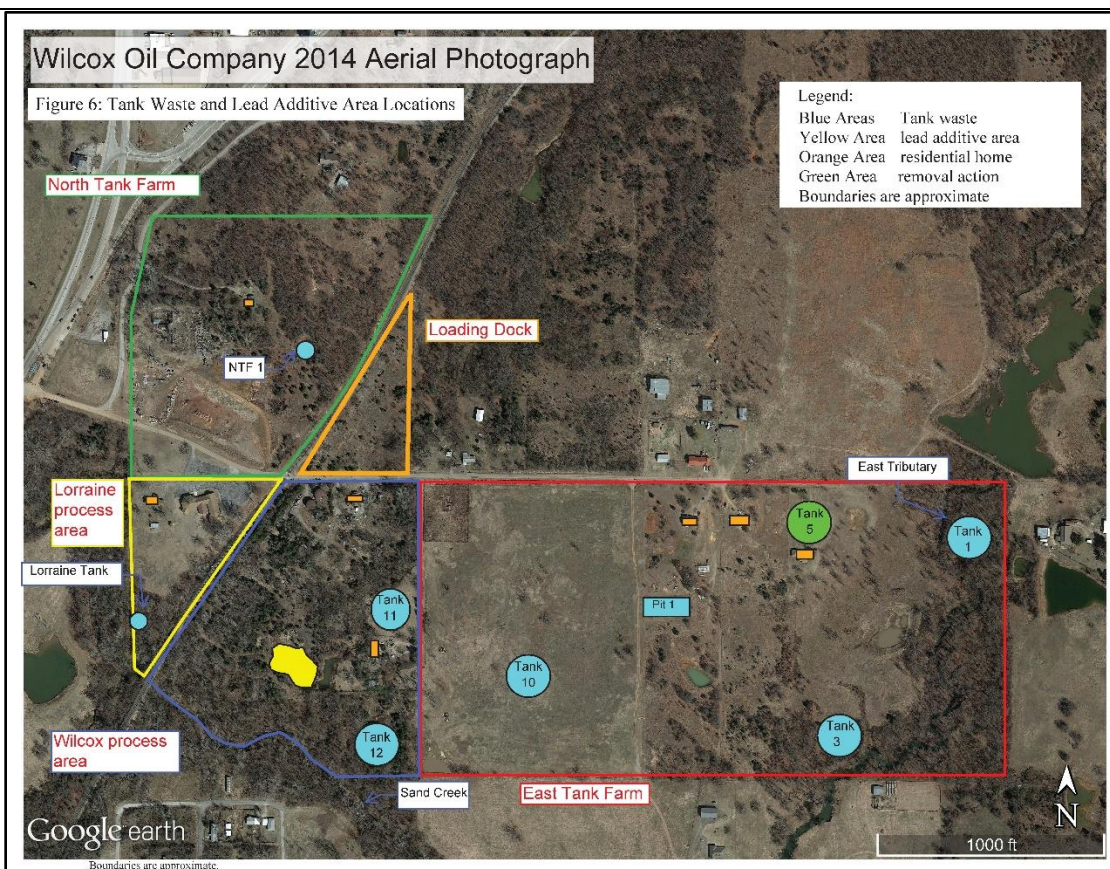 Wilcox Oil Company 2014 Aerial Photograph
Figure 6: Tank Waste and Lead Additive Area Locations
Legend:
Blue Areas Tank waste
Yellow Area lead additive area
Orange Area residential home
Green Area removal action
Boundaries are approximate
North Tank Farm
Loading Dock
NTF 1
Lorraine
process
area
East Tributary
Tank
5
Tank
1
Lorraine Tank
Tank
11
Pit 1
Tank
10
Tank
3
Wilcox process
area
Tank
12
Sand Creek
East Tank Farm
N
Google earth
1000 ft
Boundaries are approximate.